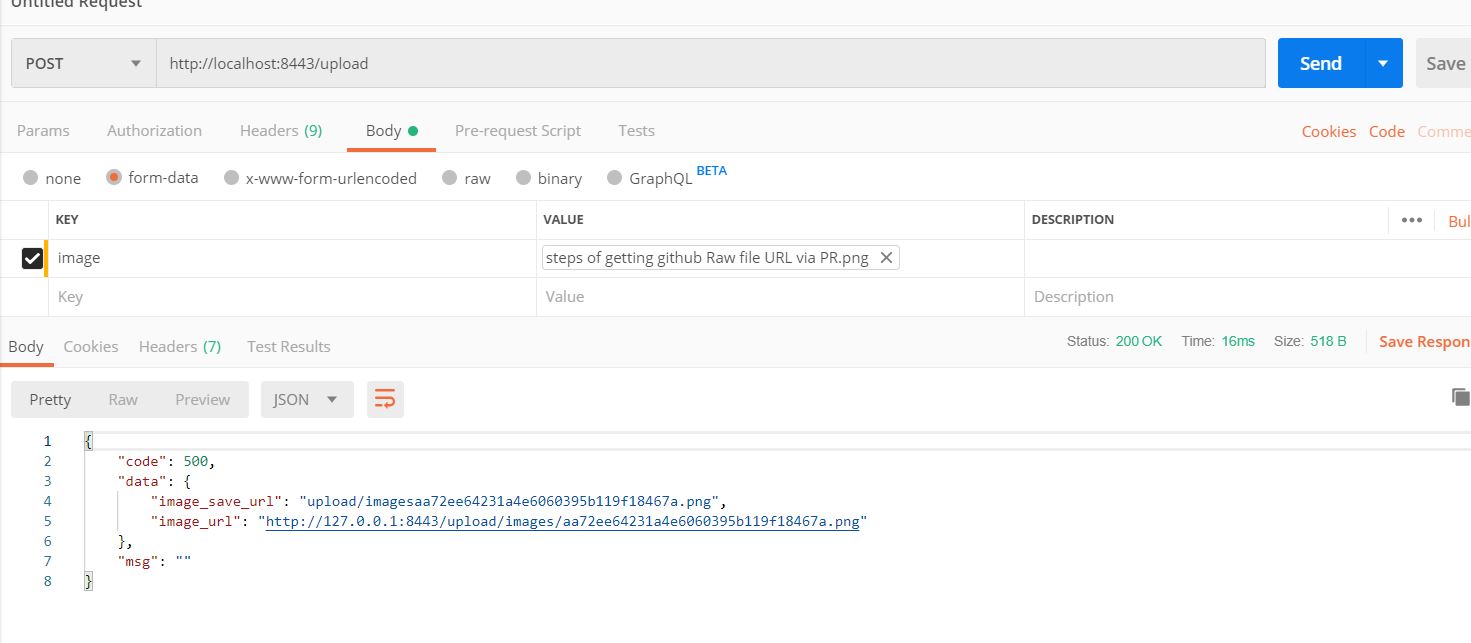 Untitled Request
POST http://localhost:8443/upload Send Save
Params Authorization Headers (9) Body Pre-request Script Tests Cookies Code Comme
none form-data x-www-form-urlencoded raw binary GraphQL BETA
KEY VALUE DESCRIPTION ••• Bul
image steps of getting github Raw file URL via PR.png
Key Value Description
Body Cookies Headers (7) Test Results Status: 200 OK Time: 16ms Size: 518 B Save Respon
Pretty Raw Preview JSON
1 {
2 "code": 500,
3 "data": {
4 "image_save_url": "upload/imagesaa72ee64231a4e6060395b119f18467a.png",
5 "image_url": "http://127.0.0.1:8443/upload/images/aa72ee64231a4e6060395b119f18467a.png"
6 },
7 "msg": ""
8 }